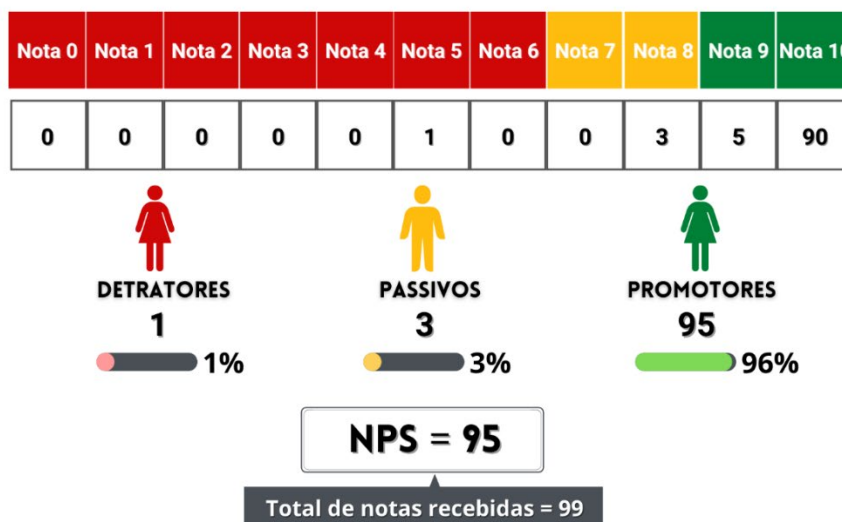 Nota 0 Nota 1 Nota 2 Nota 3 Nota 4 Nota 5 Nota 6 Nota 7 Nota 8 Nota 9 Nota 10
0 0 0 0 0 1 0 0 3 5 90
DETRATORES PASSIVOS PROMOTORES
1 3 95
1% 3% 96%
NPS = 95
Total de notas recebidas = 99